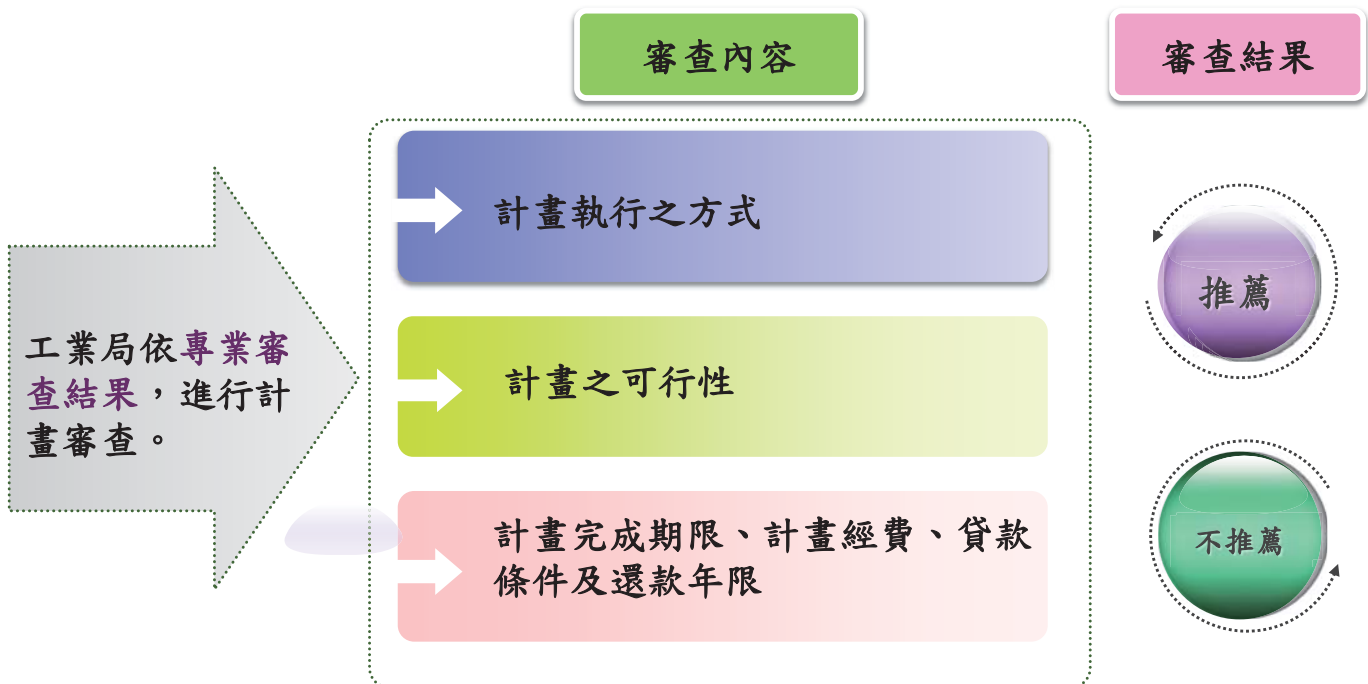 審查內容
審查結果
工業局依專業審
查結果，進行計
畫審查。
計畫執行之方式
計畫之可行性
計畫完成期限、計畫經費、貸款
條件及還款年限
推薦
不推薦